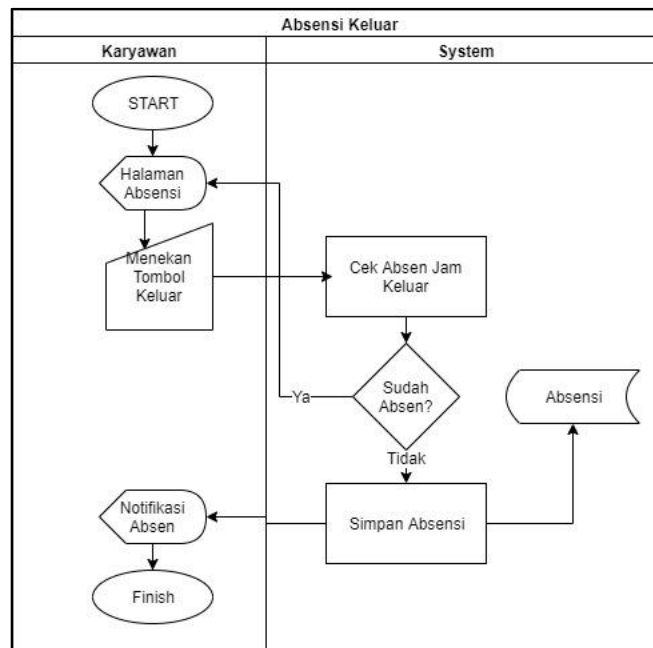 Absensi Keluar
Karyawan
System
START
Halaman
Absensi
Menekan
Tombol
Keluar
Cek Absen Jam
Keluar
Sudah
Absen?
Ya
Absensi
Tidak
Notifikasi
Absen
Simpan Absensi
Finish